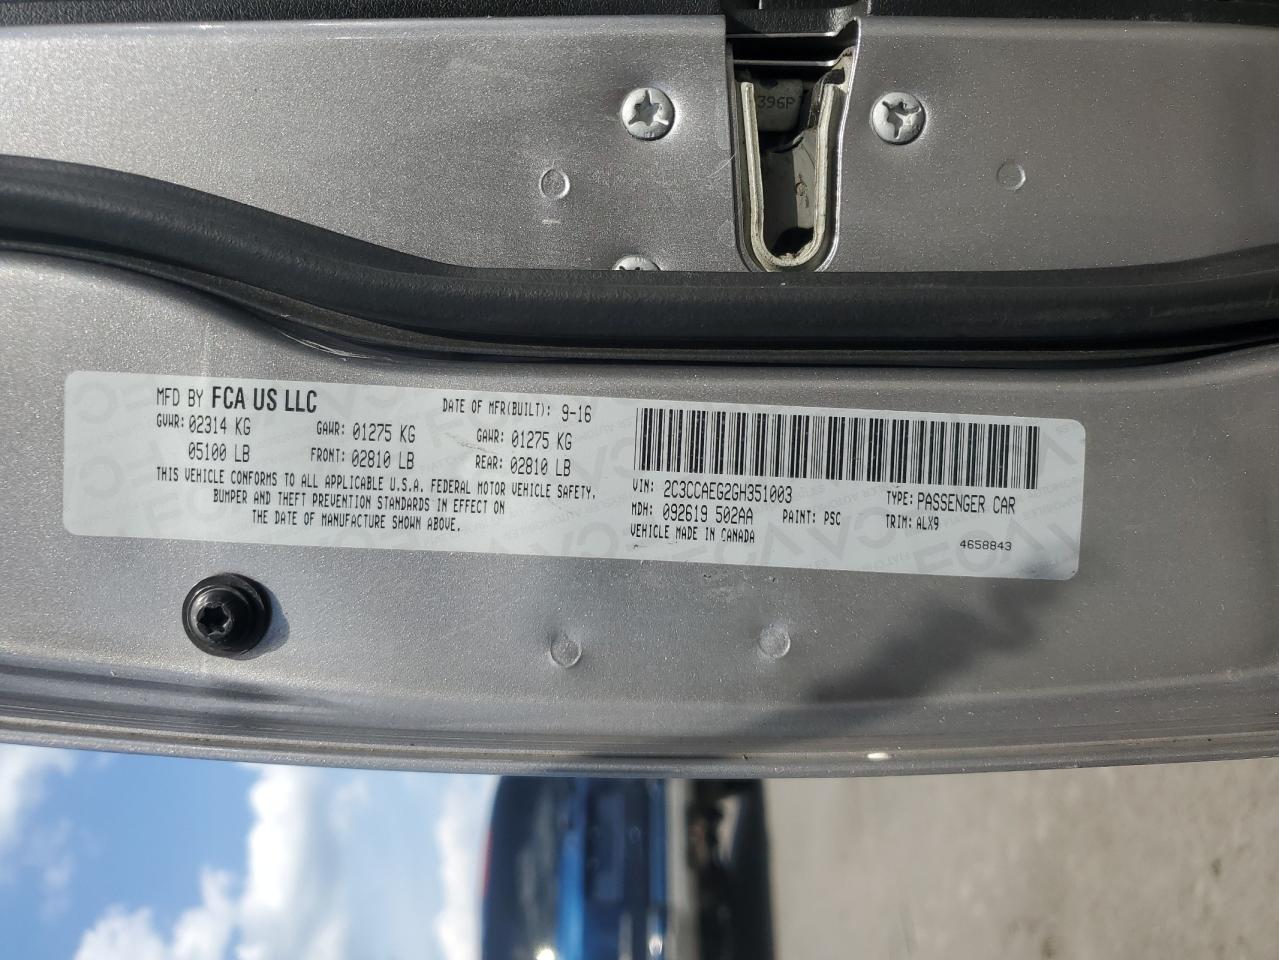 396P
MFD BY FCA US LLC
DATE OF MFR(BUILT): 9-16
GVWR: 02314 KG GAWR: 01275 KG GAWR: 01275 KG
05100 LB FRONT: 02810 LB REAR: 02810 LB
THIS VEHICLE CONFORMS TO ALL APPLICABLE U.S.A. FEDERAL MOTOR VEHICLE SAFETY,
BUMPER AND THEFT PREVENTION STANDARDS IN EFFECT ON
THE DATE OF MANUFACTURE SHOWN ABOVE.
VIN: 2C3CCAEG2GH351003 TYPE: PASSENGER CAR
MDH: 092619 502AA PAINT: PSC TRIM: ALX9
VEHICLE MADE IN CANADA
4658843